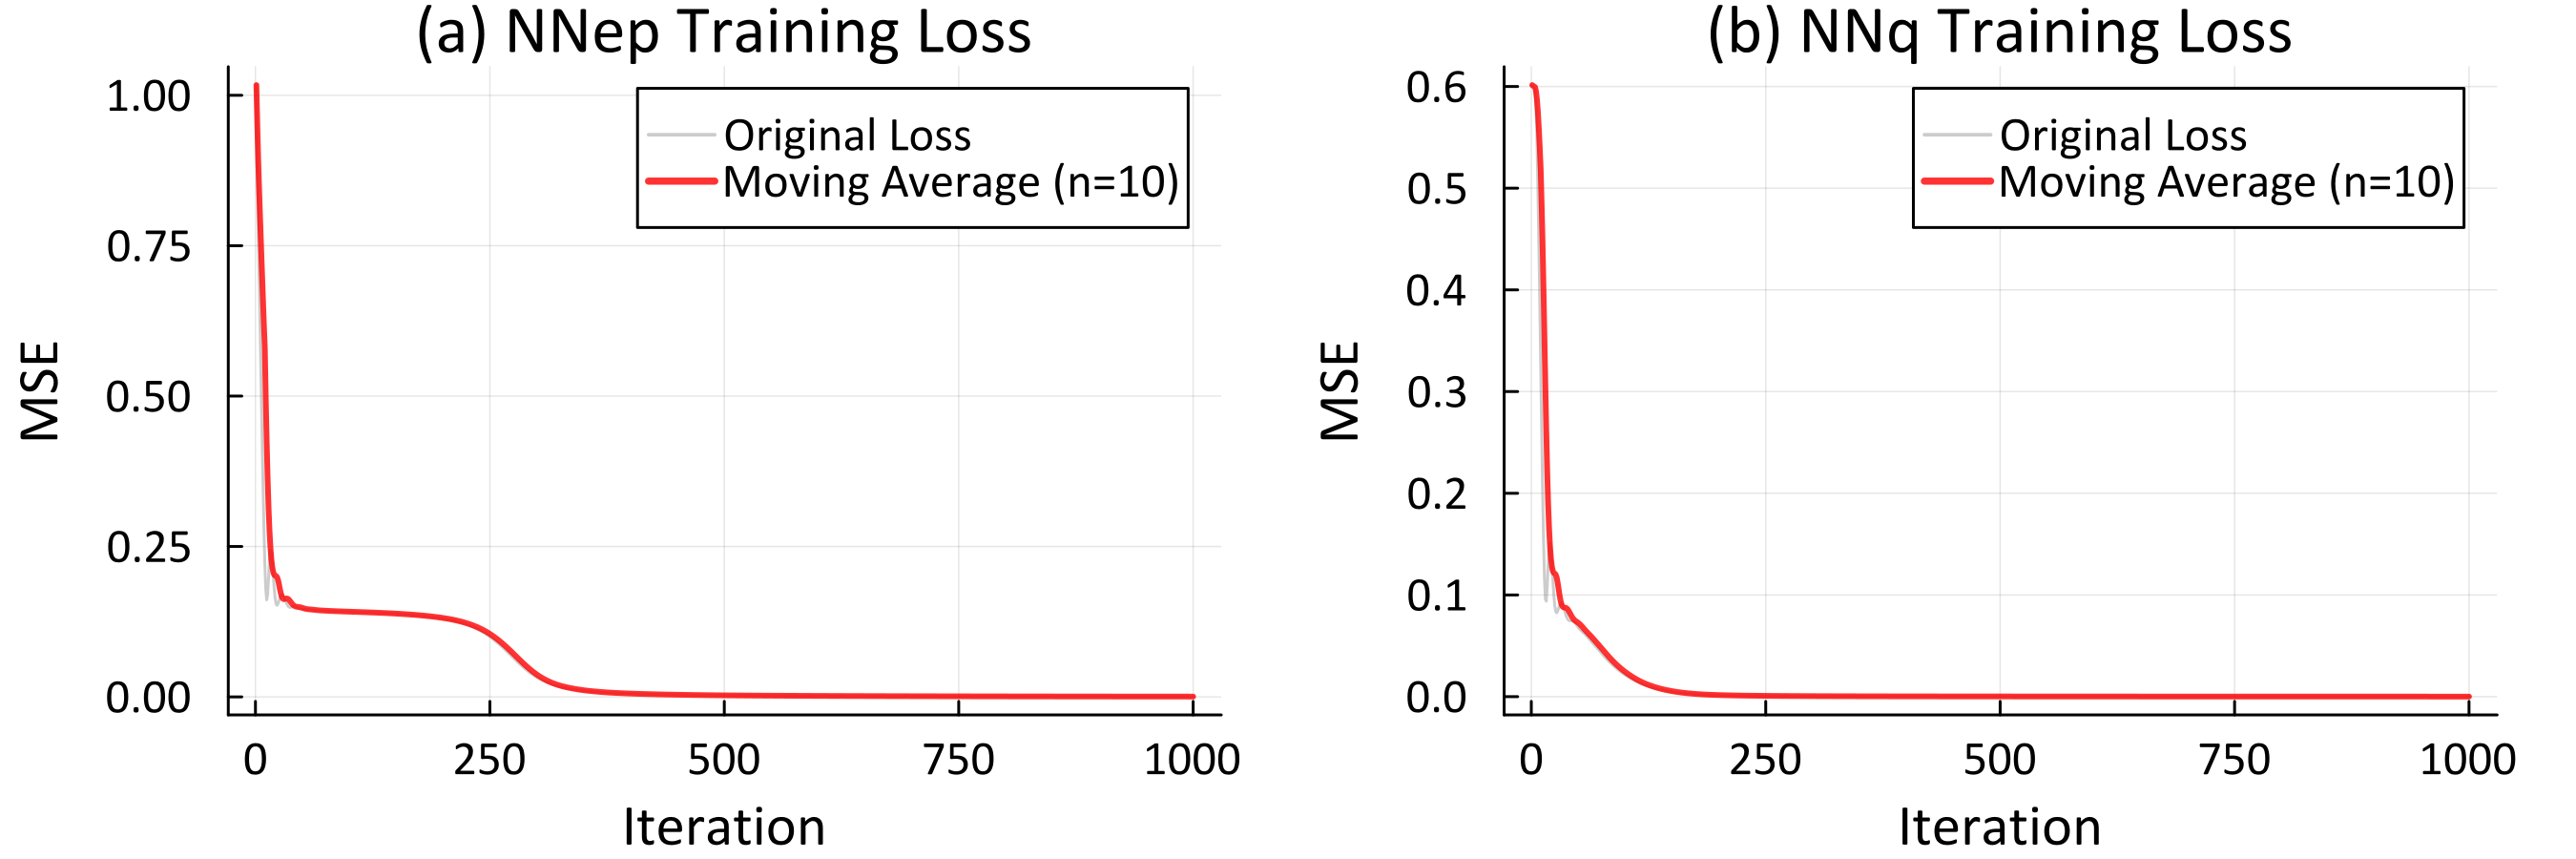 (a) NNep Training Loss
MSE
1.00
0.75
0.50
0.25
0.00
Original Loss
Moving Average (n=10)
0 250 500 750 1000
Iteration
(b) NNq Training Loss
MSE
0.6
0.5
0.4
0.3
0.2
0.1
0.0
Original Loss
Moving Average (n=10)
0 250 500 750 1000
Iteration